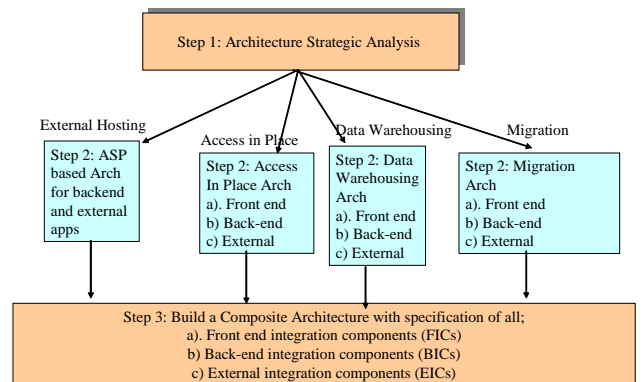 Step 1: Architecture Strategic Analysis
External Hosting
Access in Place
Data Warehousing
Migration
Step 2: ASP
based Arch
for backend
and external
apps
Step 2: Access
In Place Arch
a). Front end
b) Back-end
c) External
Step 2: Data
Warehousing
Arch
a). Front end
b) Back-end
c) External
Step 2: Migration
Arch
a). Front end
b) Back-end
c) External
Step 3: Build a Composite Architecture with specification of all;
a). Front end integration components (FICs)
b) Back-end integration components (BICs)
c) External integration components (EICs)